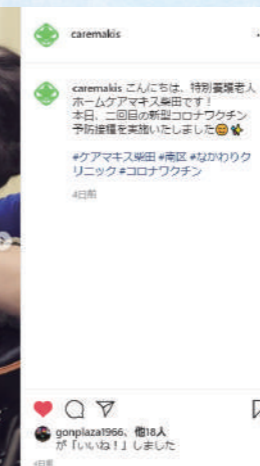 caremakis
caremakis こんにちは、特別養護老人
ホームケアマキス柴田です！
本日、二回目の新型コロナワクチン
予防接種を実施いたしました😊💉
#ケアマキス柴田 #南区 #なかわりク
リニック #コロナワクチン
4日前
gonplaza1966、他18人
が「いいね！」しました
4日前